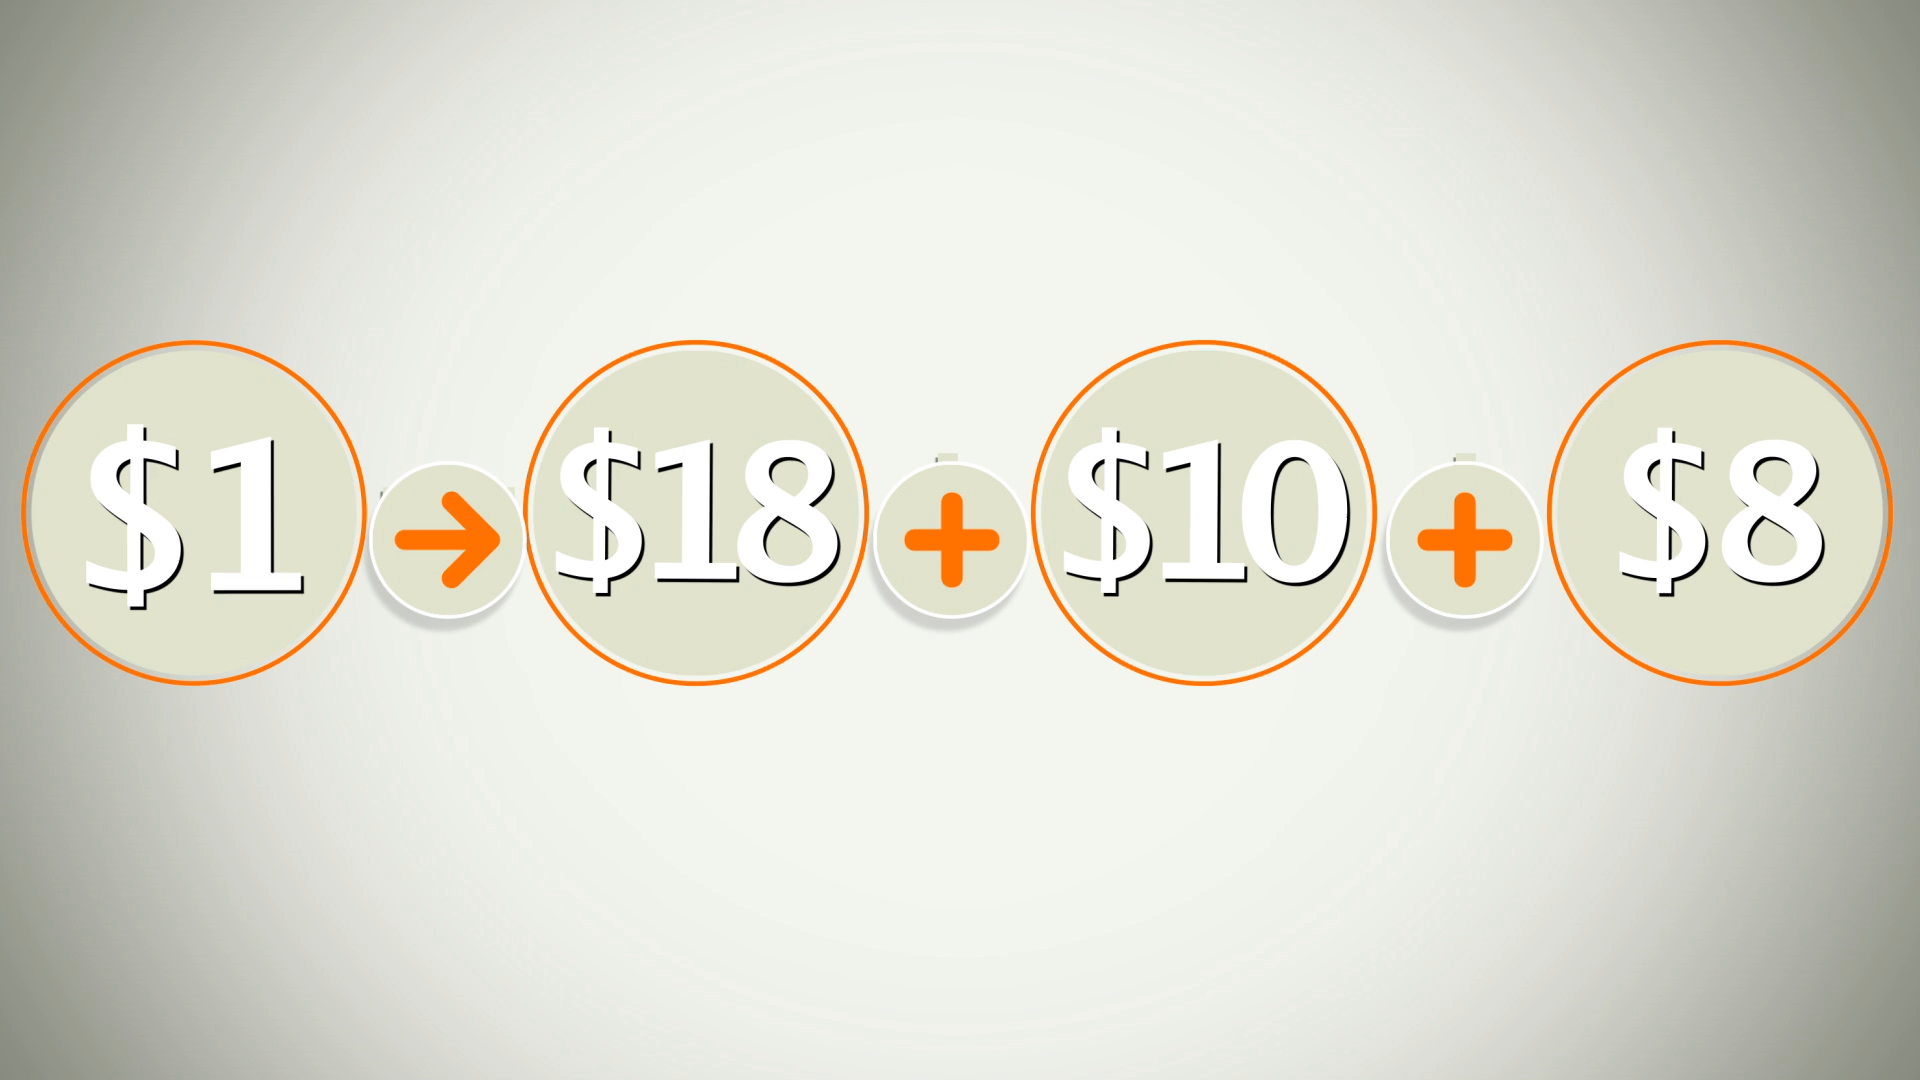 $1 → $18 + $10 + $8